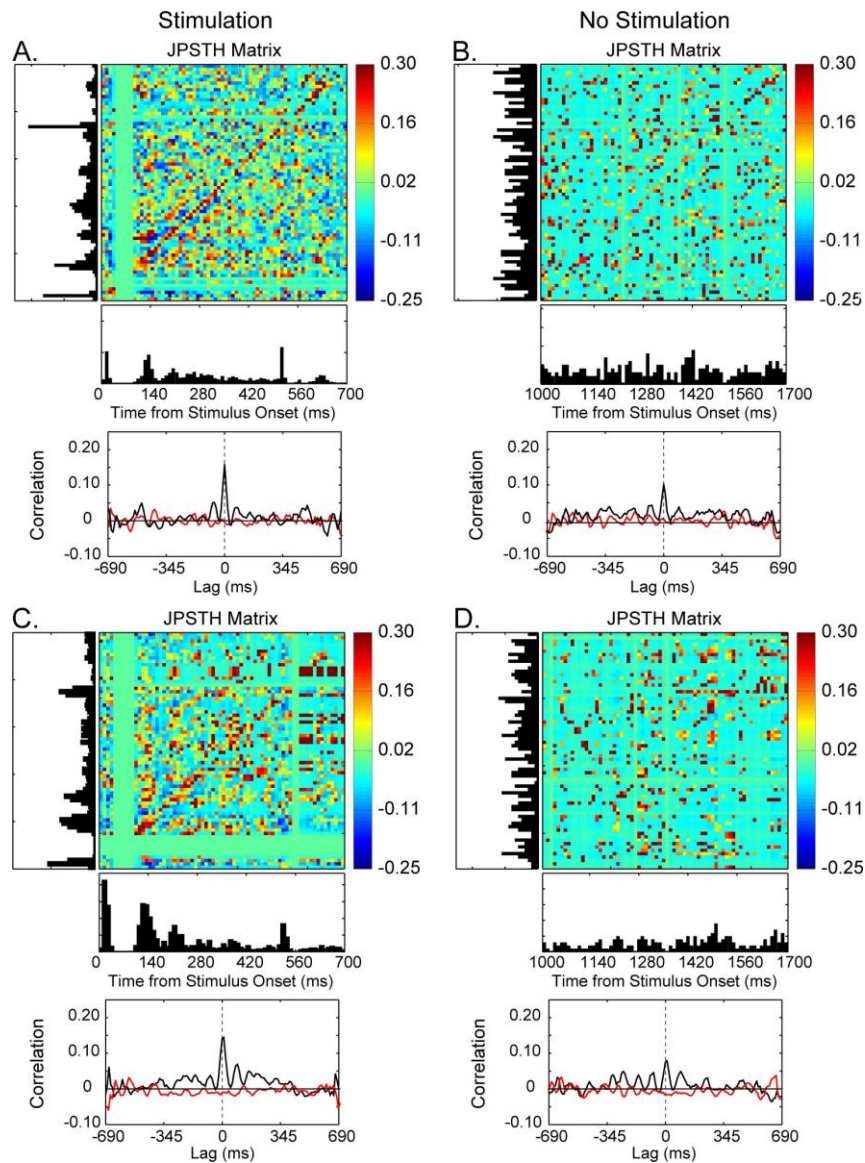 Stimulation
No Stimulation
A.
JPSTH Matrix
0.30
0.16
0.02
-0.11
-0.25
0 140 280 420 560 700
Time from Stimulus Onset (ms)
0.20
0.10
0
-0.10
Correlation
-690 -345 0 345 690
Lag (ms)
B.
JPSTH Matrix
0.30
0.16
0.02
-0.11
-0.25
1000 1140 1280 1420 1560 1700
Time from Stimulus Onset (ms)
0.20
0.10
0
-0.10
Correlation
-690 -345 0 345 690
Lag (ms)
C.
JPSTH Matrix
0.30
0.16
0.02
-0.11
-0.25
0 140 280 420 560 700
Time from Stimulus Onset (ms)
0.20
0.10
0
-0.10
Correlation
-690 -345 0 345 690
Lag (ms)
D.
JPSTH Matrix
0.30
0.16
0.02
-0.11
-0.25
1000 1140 1280 1420 1560 1700
Time from Stimulus Onset (ms)
0.20
0.10
0
-0.10
Correlation
-690 -345 0 345 690
Lag (ms)